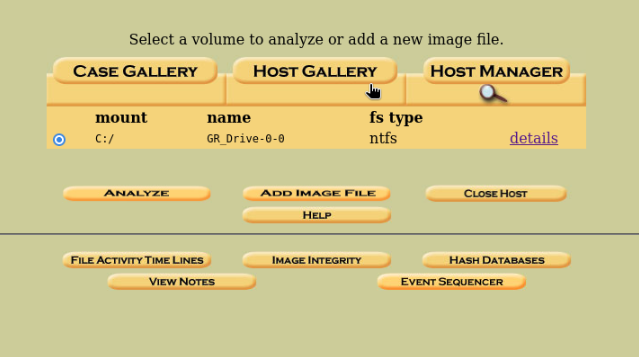 Select a volume to analyze or add a new image file.
CASE GALLERY HOST GALLERY HOST MANAGER
mount name fs type
C:/ GR_Drive-0-0 ntfs details
ANALYZE ADD IMAGE FILE CLOSE HOST
HELP
FILE ACTIVITY TIME LINES IMAGE INTEGRITY HASH DATABASES
VIEW NOTES EVENT SEQUENCER